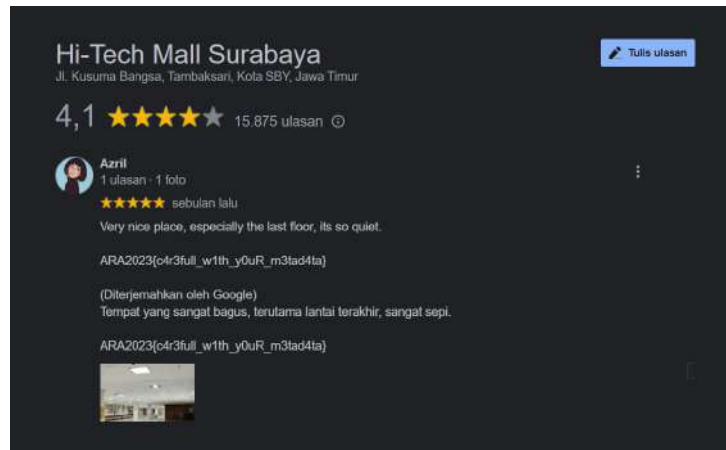 Hi-Tech Mall Surabaya
Jl. Kusuma Bangsa, Tambaksari, Kota SBY, Jawa Timur
Tulis ulasan
4,1 15.875 ulasan
Azril
1 ulasan · 1 foto
sebulan lalu
Very nice place, especially the last floor, its so quiet.
ARA2023{c4r3full_w1th_y0uR_m3tad4ta}
(Diterjemahkan oleh Google)
Tempat yang sangat bagus, terutama lantai terakhir, sangat sepi.
ARA2023{c4r3full_w1th_y0uR_m3tad4ta}